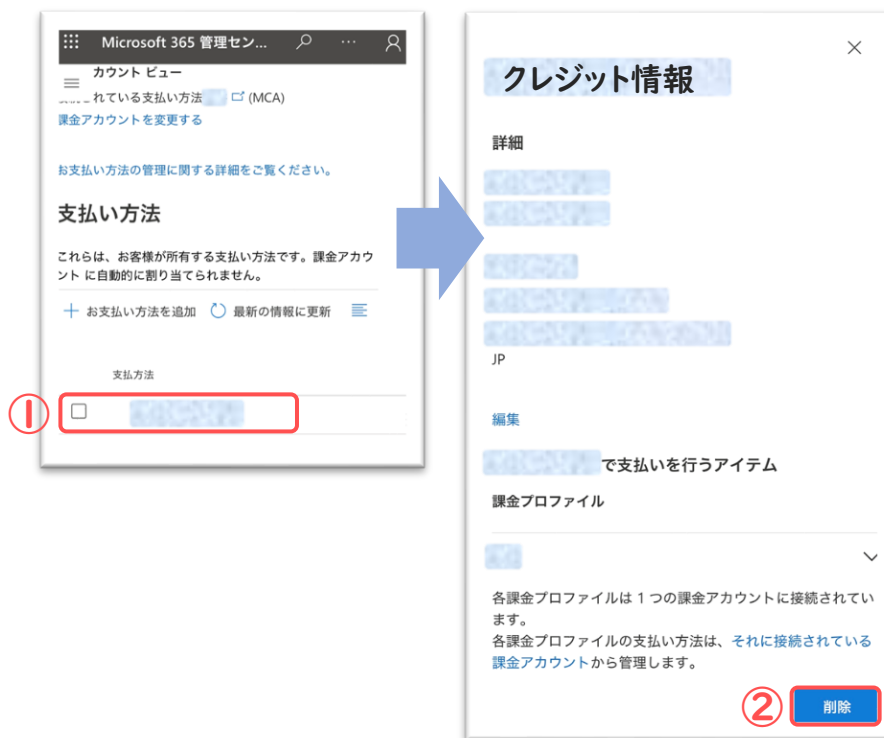 Microsoft 365 管理セン...
カウント ビュー
れている支払い方法 (MCA)
課金アカウントを変更する
お支払い方法の管理に関する詳細をご覧ください。
支払い方法
これらは、お客様が所有する支払い方法です。課金アカウ
ント に自動的に割り当てられません。
お支払い方法を追加 最新の情報に更新
支払方法
①
クレジット情報
詳細
JP
編集
で支払いを行うアイテム
課金プロファイル
各課金プロファイルは 1 つの課金アカウントに接続されてい
ます。
各課金プロファイルの支払い方法は、それに接続されている
課金アカウントから管理します。
② 削除